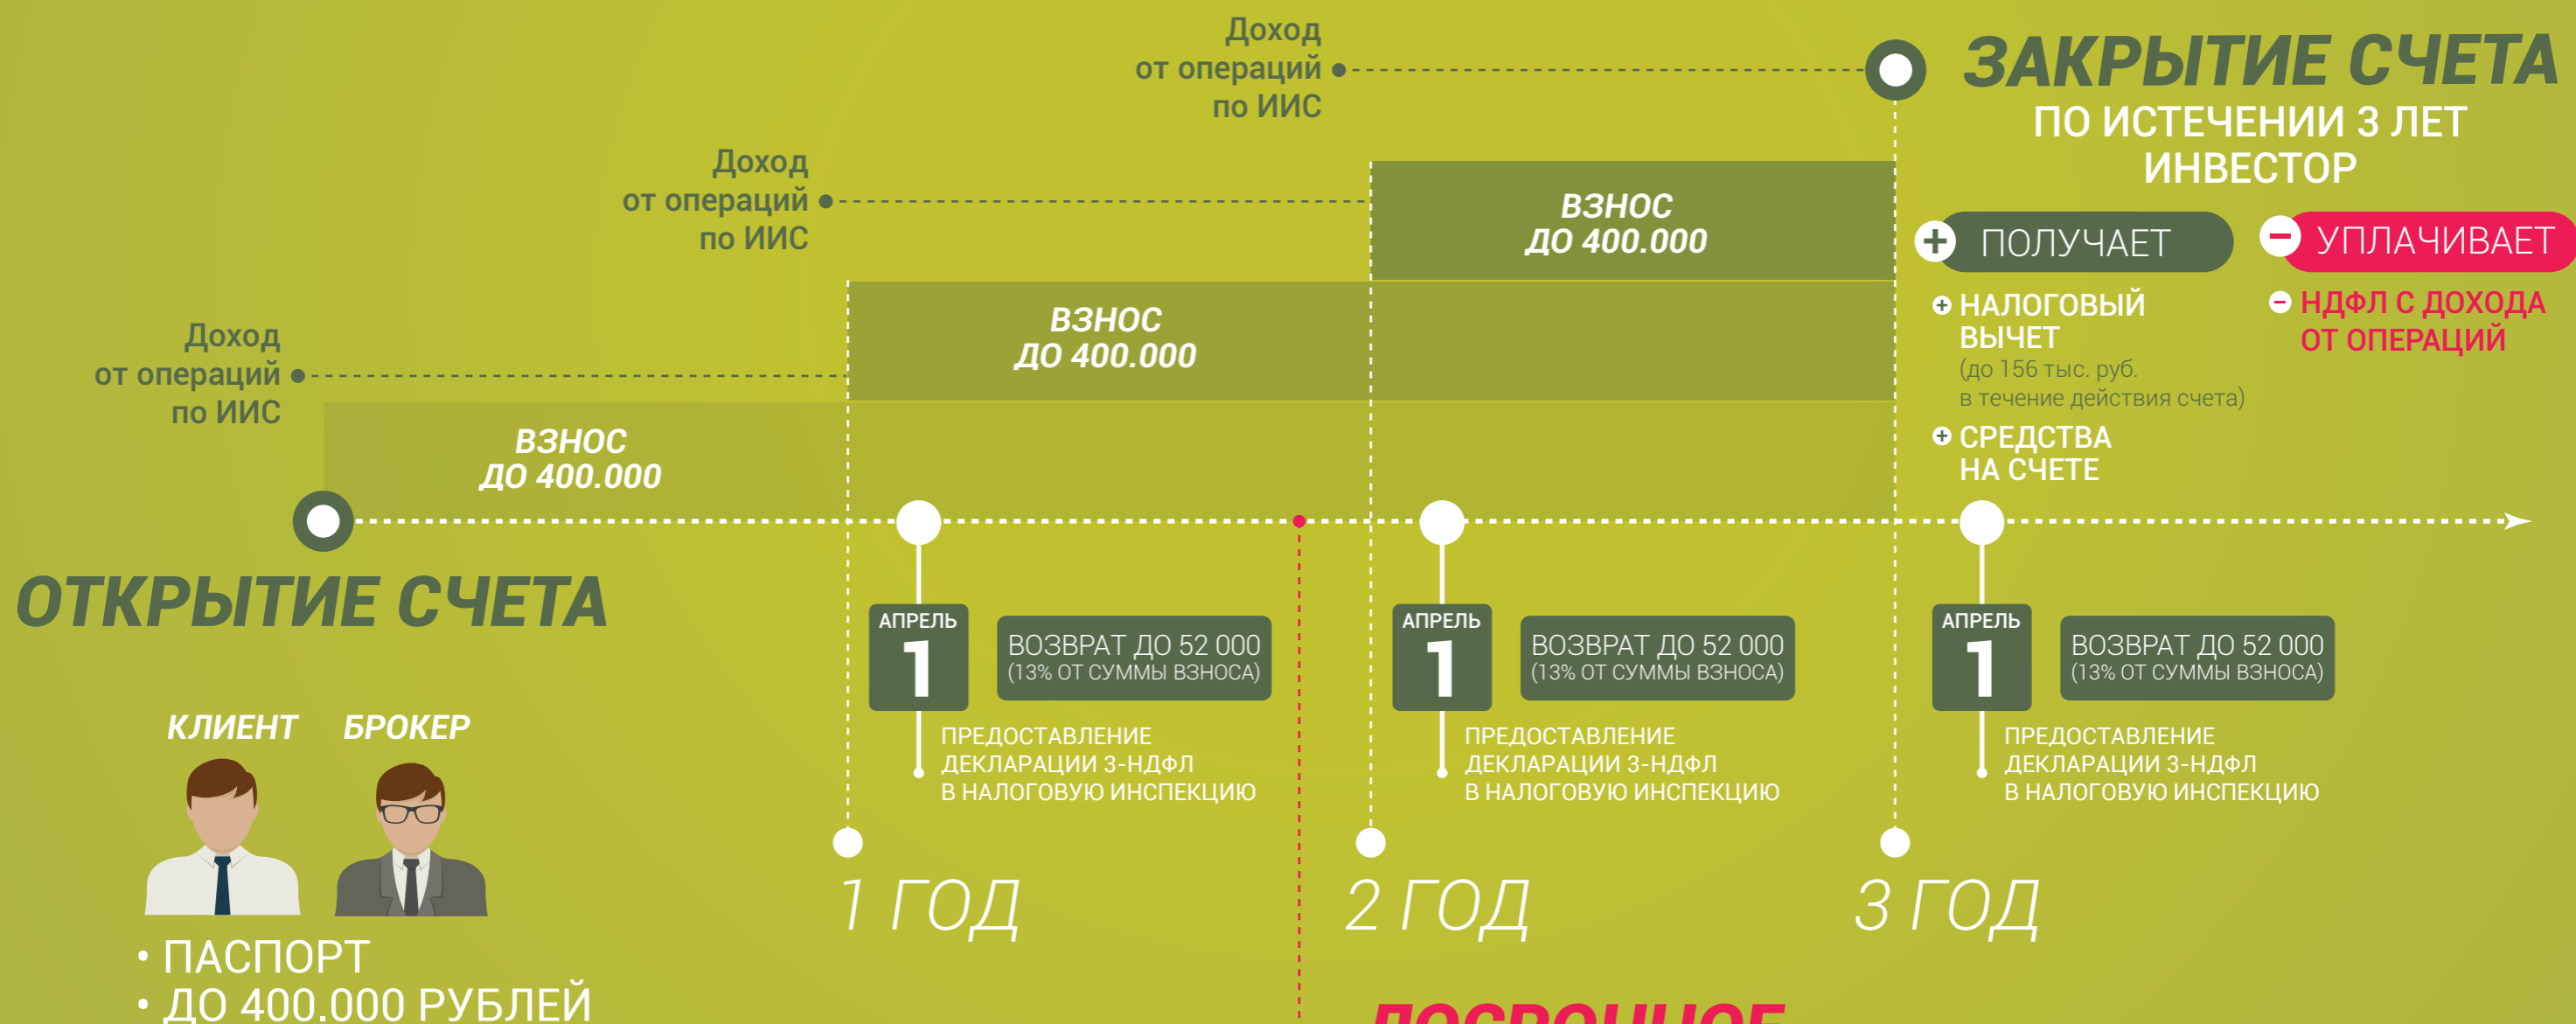 Доход
от операций
по ИИС
Доход
от операций
по ИИС
Доход
от операций
по ИИС
ВЗНОС
ДО 400.000
ВЗНОС
ДО 400.000
ВЗНОС
ДО 400.000
ЗАКРЫТИЕ СЧЕТА
ПО ИСТЕЧЕНИИ 3 ЛЕТ
ИНВЕСТОР
+ ПОЛУЧАЕТ
+ НАЛОГОВЫЙ
ВЫЧЕТ
(до 156 тыс. руб.
в течение действия счета)
+ СРЕДСТВА
НА СЧЕТЕ
− УПЛАЧИВАЕТ
− НДФЛ С ДОХОДА
ОТ ОПЕРАЦИЙ
ОТКРЫТИЕ СЧЕТА
КЛИЕНТ БРОКЕР
• ПАСПОРТ
• ДО 400.000 РУБЛЕЙ
АПРЕЛЬ
1
ВОЗВРАТ ДО 52 000
(13% ОТ СУММЫ ВЗНОСА)
ПРЕДОСТАВЛЕНИЕ
ДЕКЛАРАЦИИ 3-НДФЛ
В НАЛОГОВУЮ ИНСПЕКЦИЮ
1 ГОД
АПРЕЛЬ
1
ВОЗВРАТ ДО 52 000
(13% ОТ СУММЫ ВЗНОСА)
ПРЕДОСТАВЛЕНИЕ
ДЕКЛАРАЦИИ 3-НДФЛ
В НАЛОГОВУЮ ИНСПЕКЦИЮ
2 ГОД
АПРЕЛЬ
1
ВОЗВРАТ ДО 52 000
(13% ОТ СУММЫ ВЗНОСА)
ПРЕДОСТАВЛЕНИЕ
ДЕКЛАРАЦИИ 3-НДФЛ
В НАЛОГОВУЮ ИНСПЕКЦИЮ
3 ГОД
ДОСРОЧНОЕ